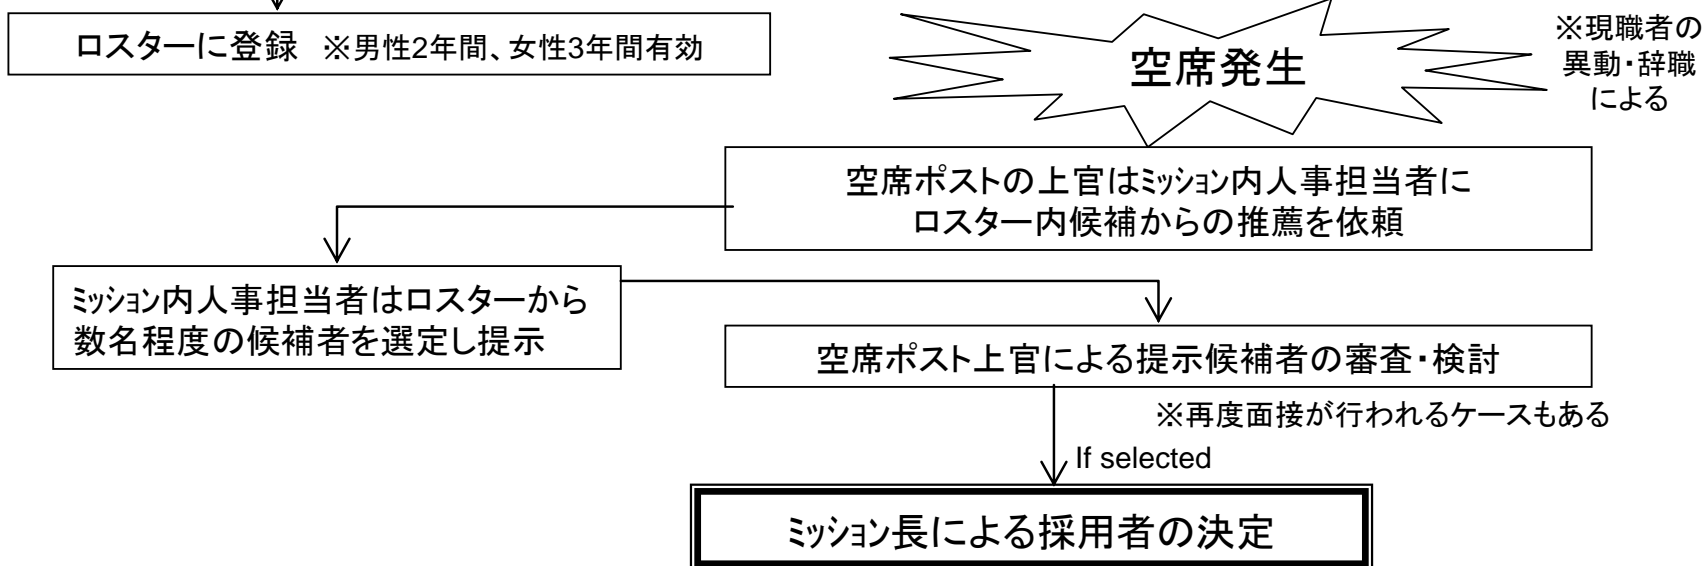 ロスターに登録 ※男性2年間、女性3年間有効
空席発生
※現職者の
異動・辞職
による
空席ポストの上官はミッション内人事担当者に
ロスター内候補からの推薦を依頼
ミッション内人事担当者はロスターから
数名程度の候補者を選定し提示
空席ポスト上官による提示候補者の審査・検討
※再度面接が行われるケースもある
If selected
ミッション長による採用者の決定